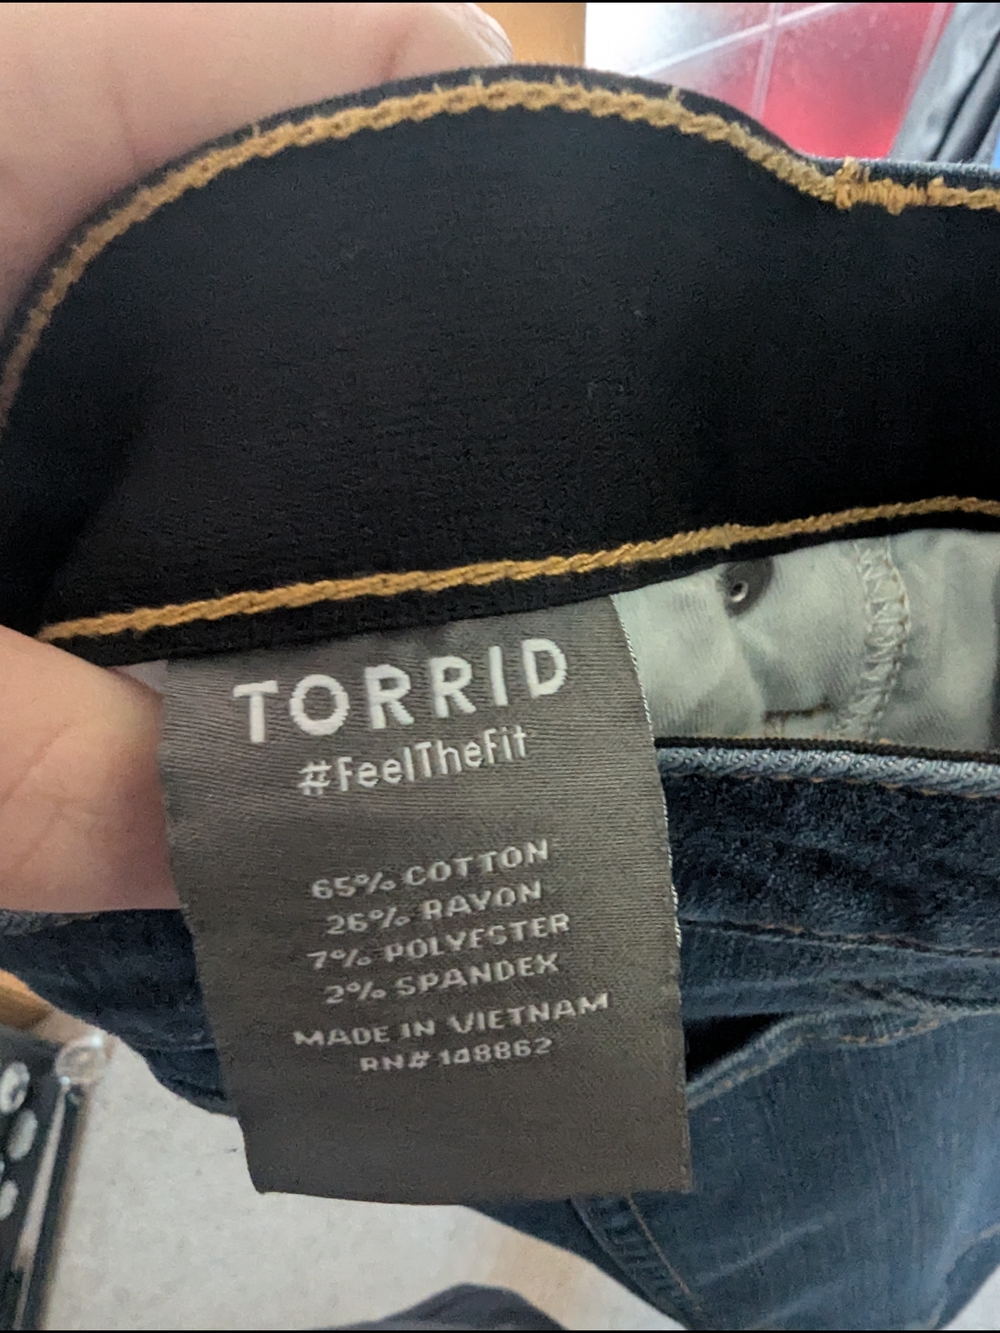 TORRID
#FeelTheFit
65% COTTON
26% RAYON
7% POLYESTER
2% SPANDEX
MADE IN VIETNAM
RN# 148862